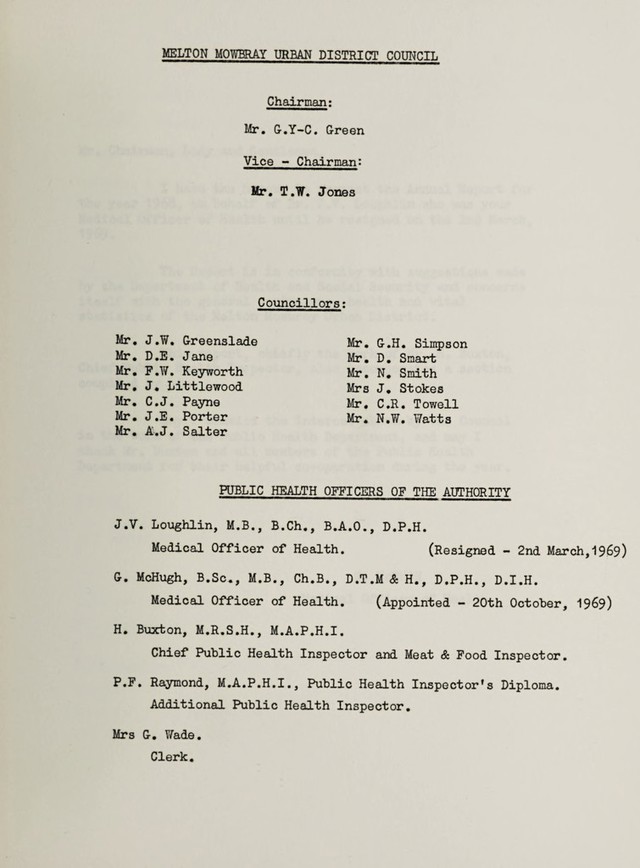 MELTON MOWBRAY URBAN DISTRICT COUNCIL
Chairman:
Mr. G.Y-C. Green
Vice - Chairman:
Mr. T.W. Jones
Councillors:
Mr. J.W. Greenslade
Mr. D.E. Jane
Mr. F.W. Keyworth
Mr. J. Littlewood
Mr. C.J. Payne
Mr. J.E. Porter
Mr. A.J. Salter
Mr. G.H. Simpson
Mr. D. Smart
Mr. N. Smith
Mrs J. Stokes
Mr. C.R. Towell
Mr. N.W. Watts
PUBLIC HEALTH OFFICERS OF THE AUTHORITY
J.V. Loughlin, M.B., B.Ch., B.A.O., D.P.H.
Medical Officer of Health. (Resigned - 2nd March,1969)
G. McHugh, B.Sc., M.B., Ch.B., D.T.M & H., D.P.H., D.I.H.
Medical Officer of Health. (Appointed - 20th October, 1969)
H. Buxton, M.R.S.H., M.A.P.H.I.
Chief Public Health Inspector and Meat & Food Inspector.
P.F. Raymond, M.A.P.H.I., Public Health Inspector's Diploma.
Additional Public Health Inspector.
Mrs G. Wade.
Clerk.